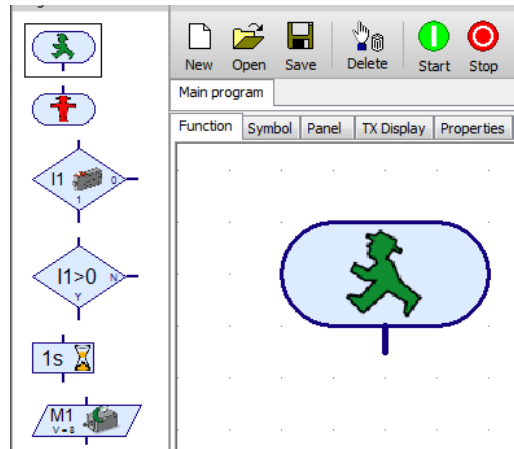 New Open Save Delete Start Stop
Main program
Function Symbol Panel TX Display Properties
I1 0
1
I1>0 N
Y
1s
M1
V = 8